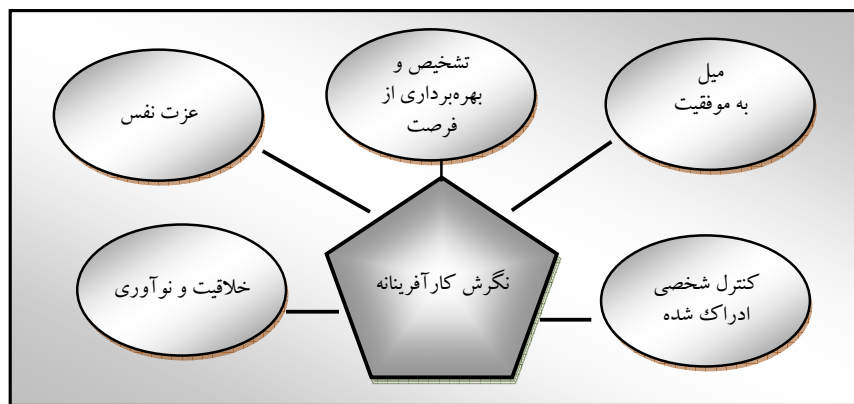 میل
به موفقیت
تشخیص و
بهره‌برداری از
فرصت
عزت نفس
کنترل شخصی
ادراک شده
نگرش کارآفرینانه
خلاقیت و نوآوری